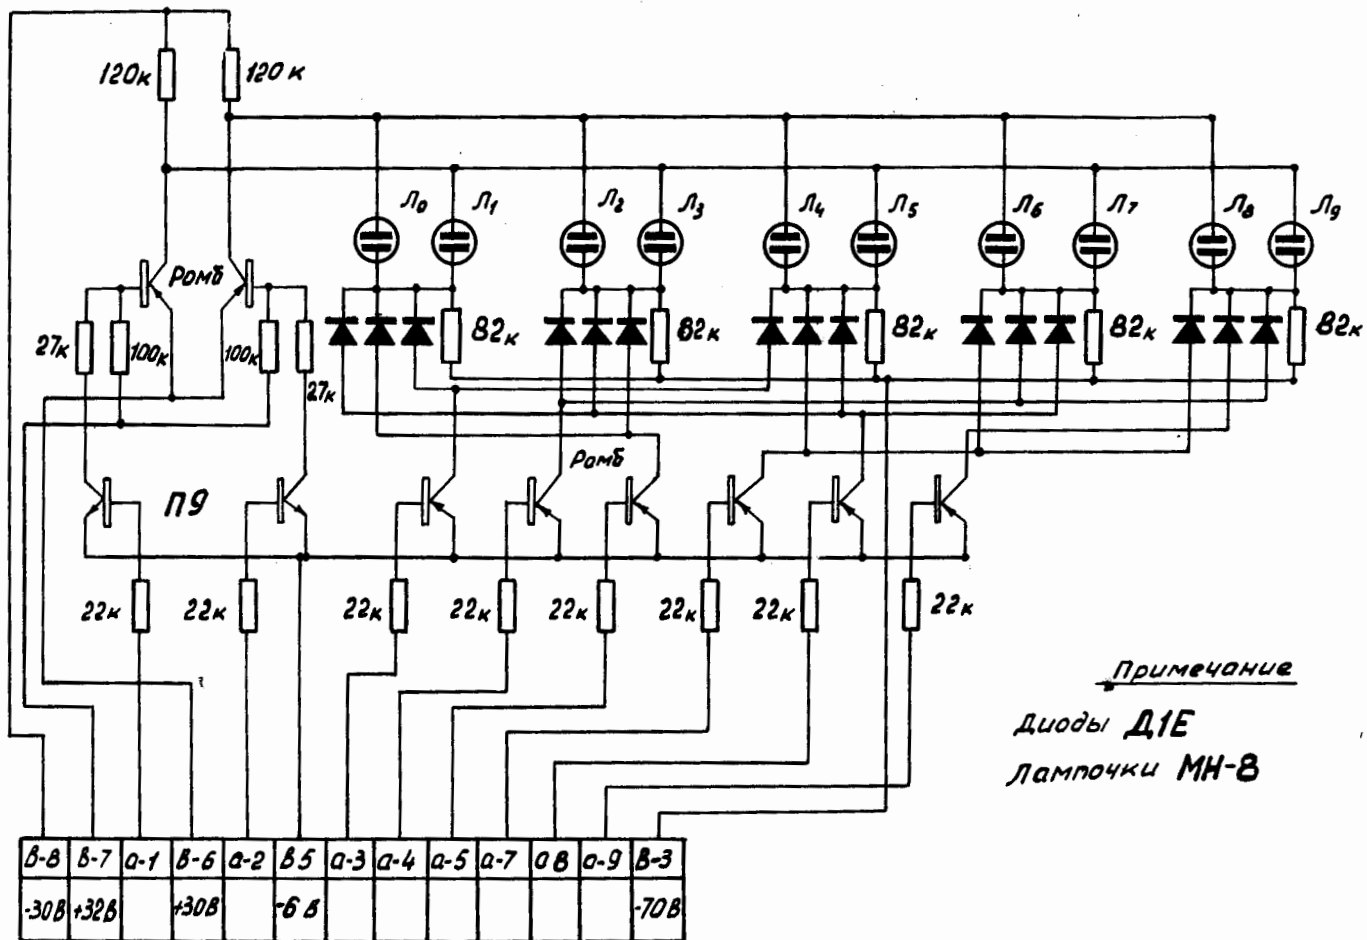 120к 120к
Л0 Л1 Л2 Л3 Л4 Л5 Л6 Л7 Л8 Л9
Ромб
27к 100к 100к 27к
82к 82к 82к 82к 82к
Ромб
П9
22к 22к 22к 22к 22к 22к 22к 22к
Примечание
Диоды Д1Е
Лампочки МН-8
В-8 В-7 а-1 В-6 а-2 В5 а-3 а-4 а-5 а-7 а8 а-9 В-3
-30В +32В +30В -6В -70В